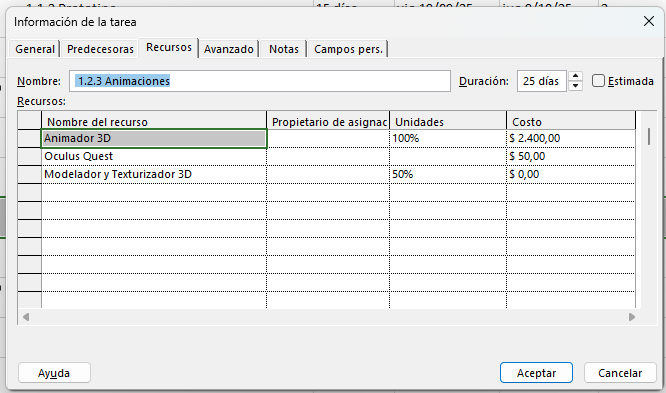 Información de la tarea
General Predecesoras Recursos Avanzado Notas Campos pers.
Nombre: 1.2.3 Animaciones Duración: 25 días Estimada
Recursos:
Nombre del recurso Propietario de asignac Unidades Costo
Animador 3D 100% $ 2.400,00
Oculus Quest $ 50,00
Modelador y Texturizador 3D 50% $ 0,00
Ayuda Aceptar Cancelar